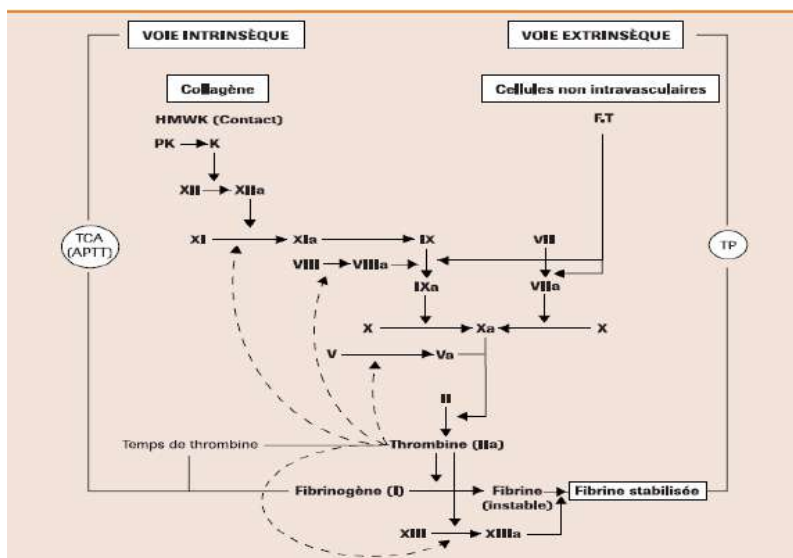 VOIE INTRINSÈQUE
VOIE EXTRINSÈQUE
Collagène
Cellules non intravasculaires
HMWK (Contact)
F.T
PK K
XII XIIa
TCA
(APTT)
TP
XI XIa IX VII
VIII VIIIa
IXa VIIa
X Xa X
V Va
II
Temps de thrombine
Thrombine (IIa)
Fibrinogène (I) Fibrine Fibrine stabilisée
(instable)
XIII XIIIa